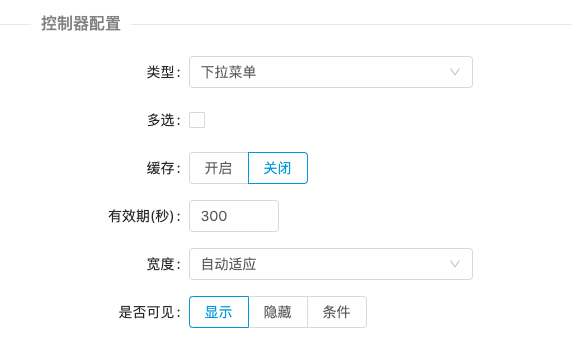 控制器配置
类型： 下拉菜单
多选：
缓存： 开启 关闭
有效期(秒)： 300
宽度： 自动适应
是否可见： 显示 隐藏 条件